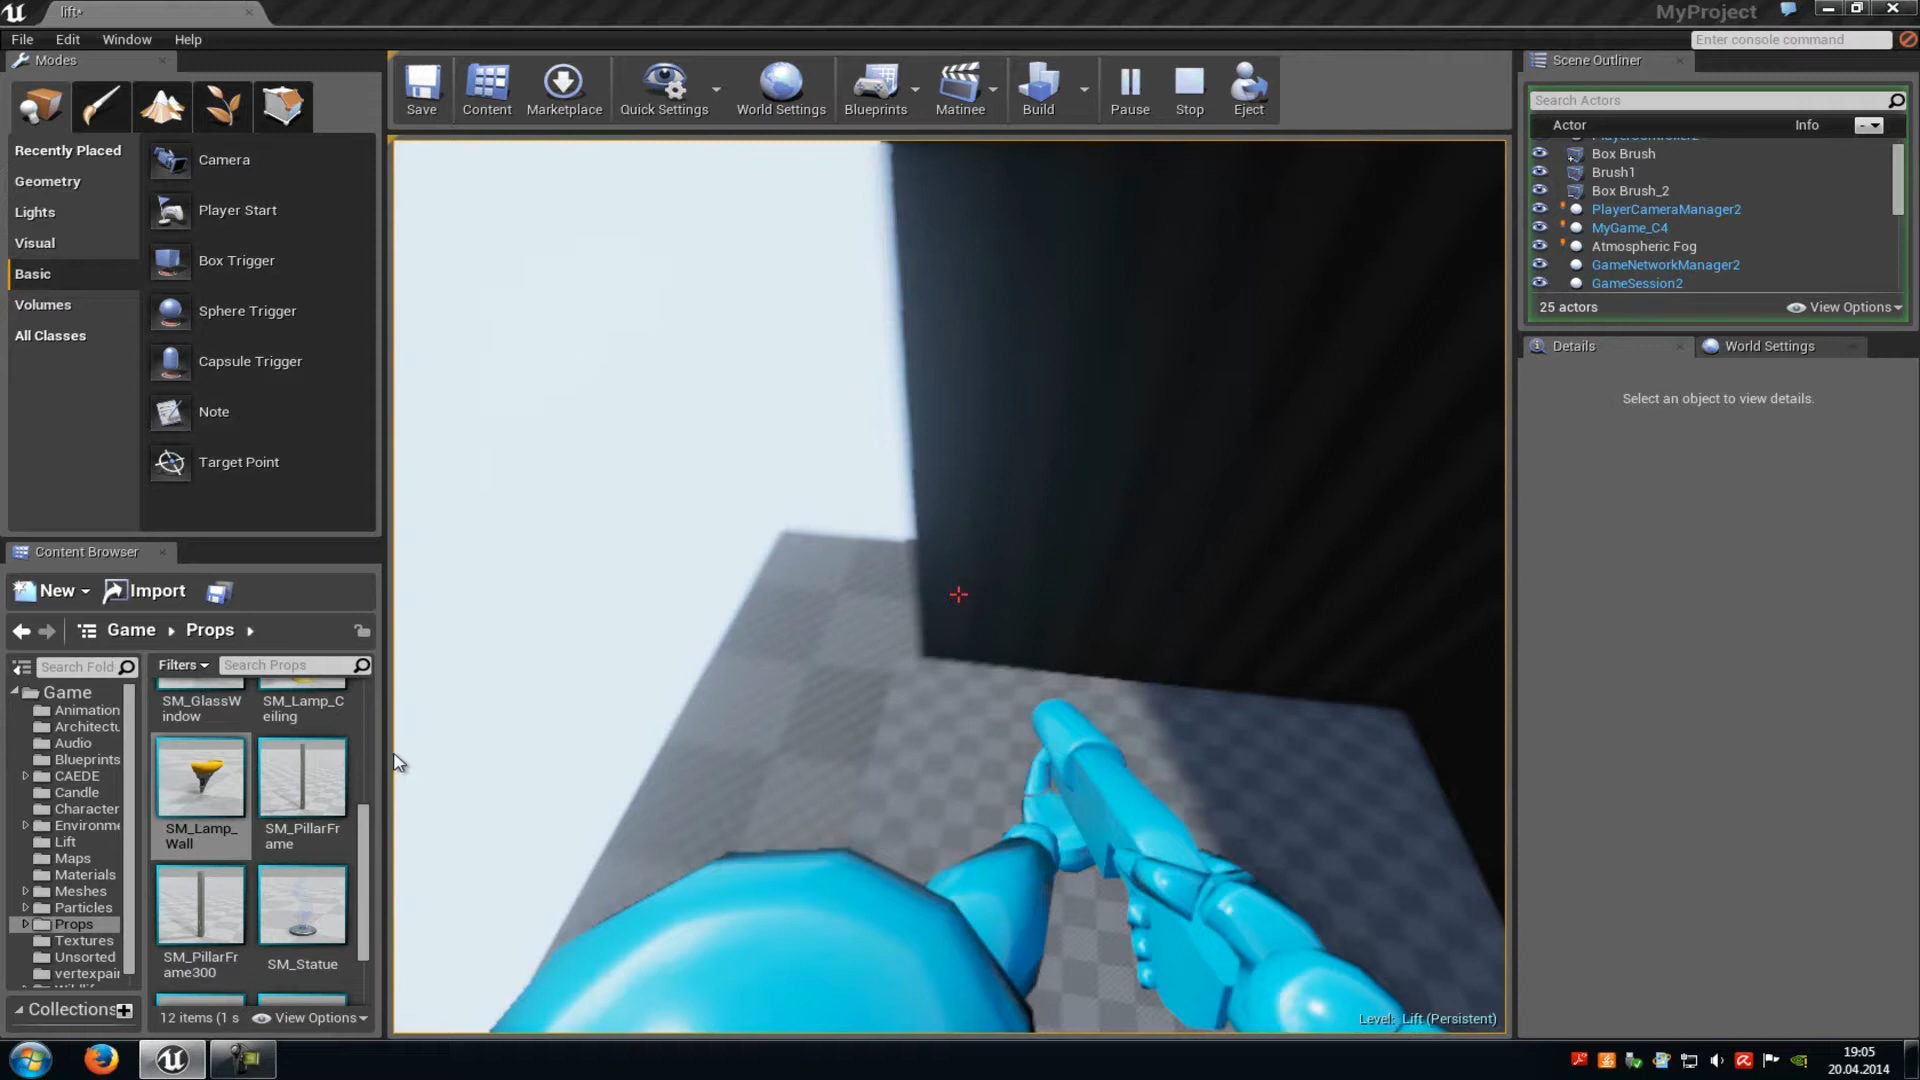 lift*
MyProject
File Edit Window Help
Enter console command
Modes
Save
Content
Marketplace
Quick Settings
World Settings
Blueprints
Matinee
Build
Pause
Stop
Eject
Recently Placed
Geometry
Lights
Visual
Basic
Volumes
All Classes
Camera
Player Start
Box Trigger
Sphere Trigger
Capsule Trigger
Note
Target Point
Scene Outliner
Search Actors
Actor Info
Box Brush
Brush1
Box Brush_2
PlayerCameraManager2
MyGame_C4
Atmospheric Fog
GameNetworkManager2
GameSession2
25 actors View Options
Details World Settings
Select an object to view details.
Content Browser
New Import
Game Props
Search Fold
Filters Search Props
Game
Animation
Architectu
Audio
Blueprints
CAEDE
Candle
Character
Environme
Lift
Maps
Materials
Meshes
Particles
Props
Textures
Unsorted
vertexpai
Collections
SM_GlassW
indow
SM_Lamp_C
eiling
SM_Lamp_
Wall
SM_PillarFr
ame
SM_PillarFr
ame300
SM_Statue
12 items (1 s View Options
Level: Lift (Persistent)
19:05
20.04.2014